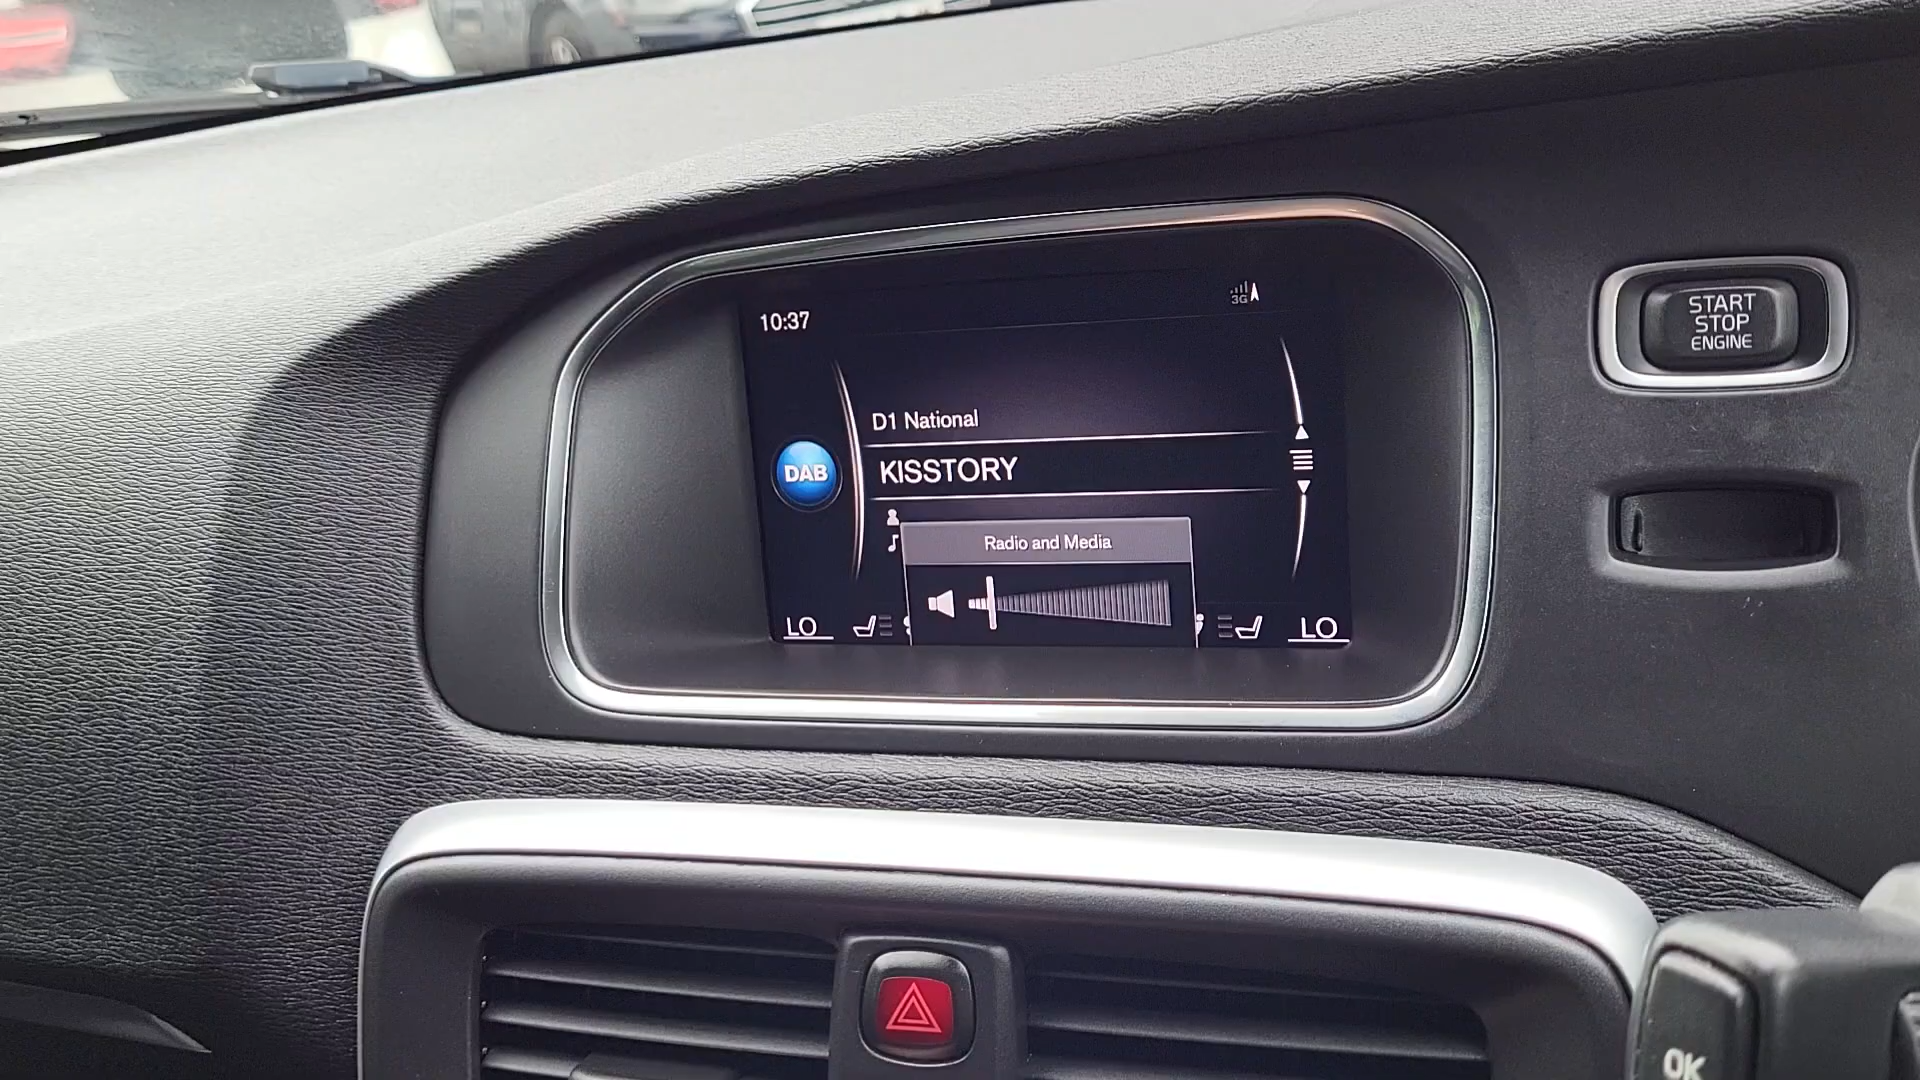 10:37
3G
D1 National
DAB
KISSTORY
Radio and Media
LO
LO
START
STOP
ENGINE
OK